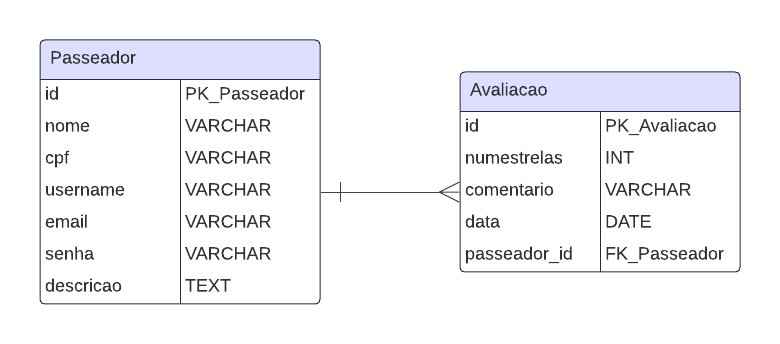 Passeador
id PK_Passeador
nome VARCHAR
cpf VARCHAR
username VARCHAR
email VARCHAR
senha VARCHAR
descricao TEXT
Avaliacao
id PK_Avaliacao
numestrelas INT
comentario VARCHAR
data DATE
passeador_id FK_Passeador